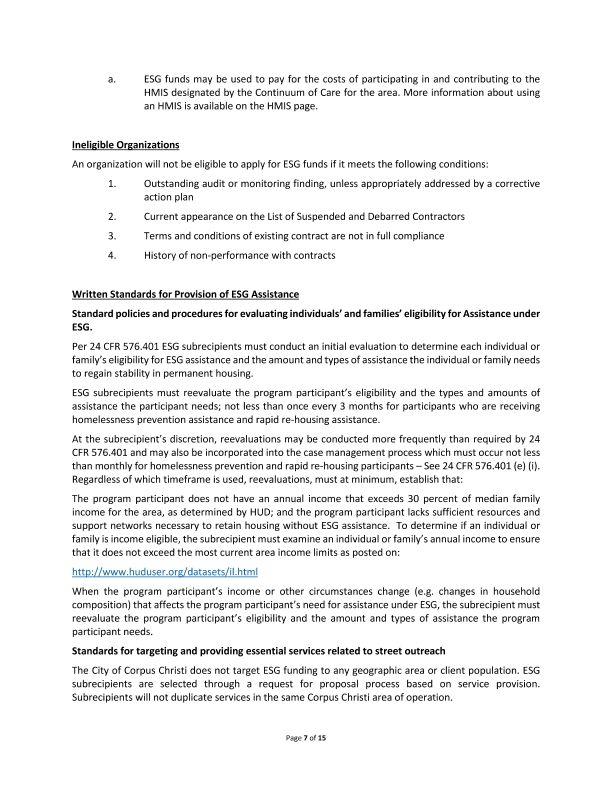 a. ESG funds may be used to pay for the costs of participating in and contributing to the
HMIS designated by the Continuum of Care for the area. More information about using
an HMIS is available on the HMIS page.
Ineligible Organizations
An organization will not be eligible to apply for ESG funds if it meets the following conditions:
1. Outstanding audit or monitoring finding, unless appropriately addressed by a corrective
action plan
2. Current appearance on the List of Suspended and Debarred Contractors
3. Terms and conditions of existing contract are not in full compliance
4. History of non-performance with contracts
Written Standards for Provision of ESG Assistance
Standard policies and procedures for evaluating individuals’ and families’ eligibility for Assistance under
ESG.
Per 24 CFR 576.401 ESG subrecipients must conduct an initial evaluation to determine each individual or
family’s eligibility for ESG assistance and the amount and types of assistance the individual or family needs
to regain stability in permanent housing.
ESG subrecipients must reevaluate the program participant’s eligibility and the types and amounts of
assistance the participant needs; not less than once every 3 months for participants who are receiving
homelessness prevention assistance and rapid re-housing assistance.
At the subrecipient’s discretion, reevaluations may be conducted more frequently than required by 24
CFR 576.401 and may also be incorporated into the case management process which must occur not less
than monthly for homelessness prevention and rapid re-housing participants – See 24 CFR 576.401 (e) (i).
Regardless of which timeframe is used, reevaluations, must at minimum, establish that:
The program participant does not have an annual income that exceeds 30 percent of median family
income for the area, as determined by HUD; and the program participant lacks sufficient resources and
support networks necessary to retain housing without ESG assistance. To determine if an individual or
family is income eligible, the subrecipient must examine an individual or family’s annual income to ensure
that it does not exceed the most current area income limits as posted on:
http://www.huduser.org/datasets/il.html
When the program participant’s income or other circumstances change (e.g. changes in household
composition) that affects the program participant’s need for assistance under ESG, the subrecipient must
reevaluate the program participant’s eligibility and the amount and types of assistance the program
participant needs.
Standards for targeting and providing essential services related to street outreach
The City of Corpus Christi does not target ESG funding to any geographic area or client population. ESG
subrecipients are selected through a request for proposal process based on service provision.
Subrecipients will not duplicate services in the same Corpus Christi area of operation.
Page 7 of 15